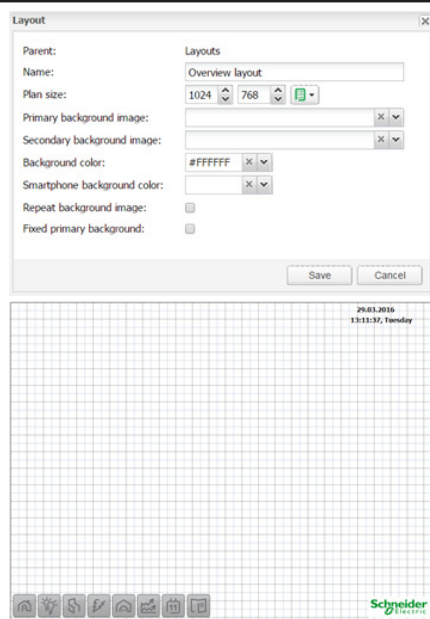 Layout
Parent: Layouts
Name: Overview layout
Plan size: 1024 768
Primary background image:
Secondary background image:
Background color: #FFFFFF
Smartphone background color:
Repeat background image:
Fixed primary background:
Save Cancel
29.03.2016
13:11:37, Tuesday
11
Schneider
Electric